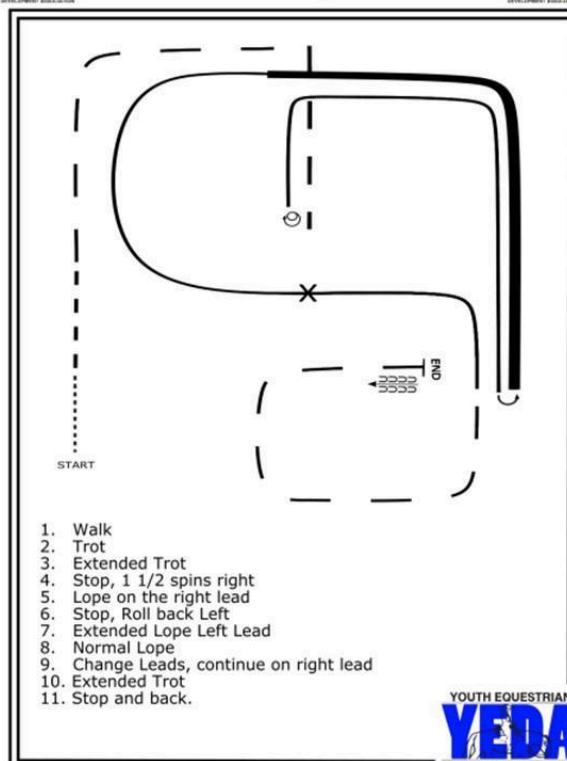 DEVELOPMENT ASSOCIATION
END
START
1. Walk
2. Trot
3. Extended Trot
4. Stop, 1 1/2 spins right
5. Lope on the right lead
6. Stop, Roll back Left
7. Extended Lope Left Lead
8. Normal Lope
9. Change Leads, continue on right lead
10. Extended Trot
11. Stop and back.
YOUTH EQUESTRIAN
YEDA